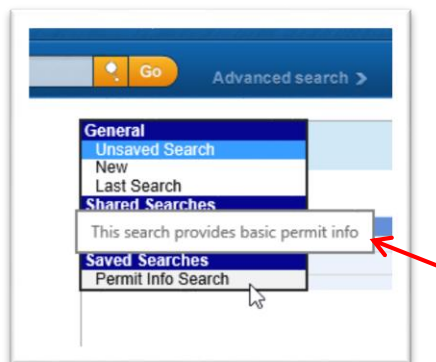 Go
Advanced search >
General
Unsaved Search
New
Last Search
Shared Searches
This search provides basic permit info
Saved Searches
Permit Info Search